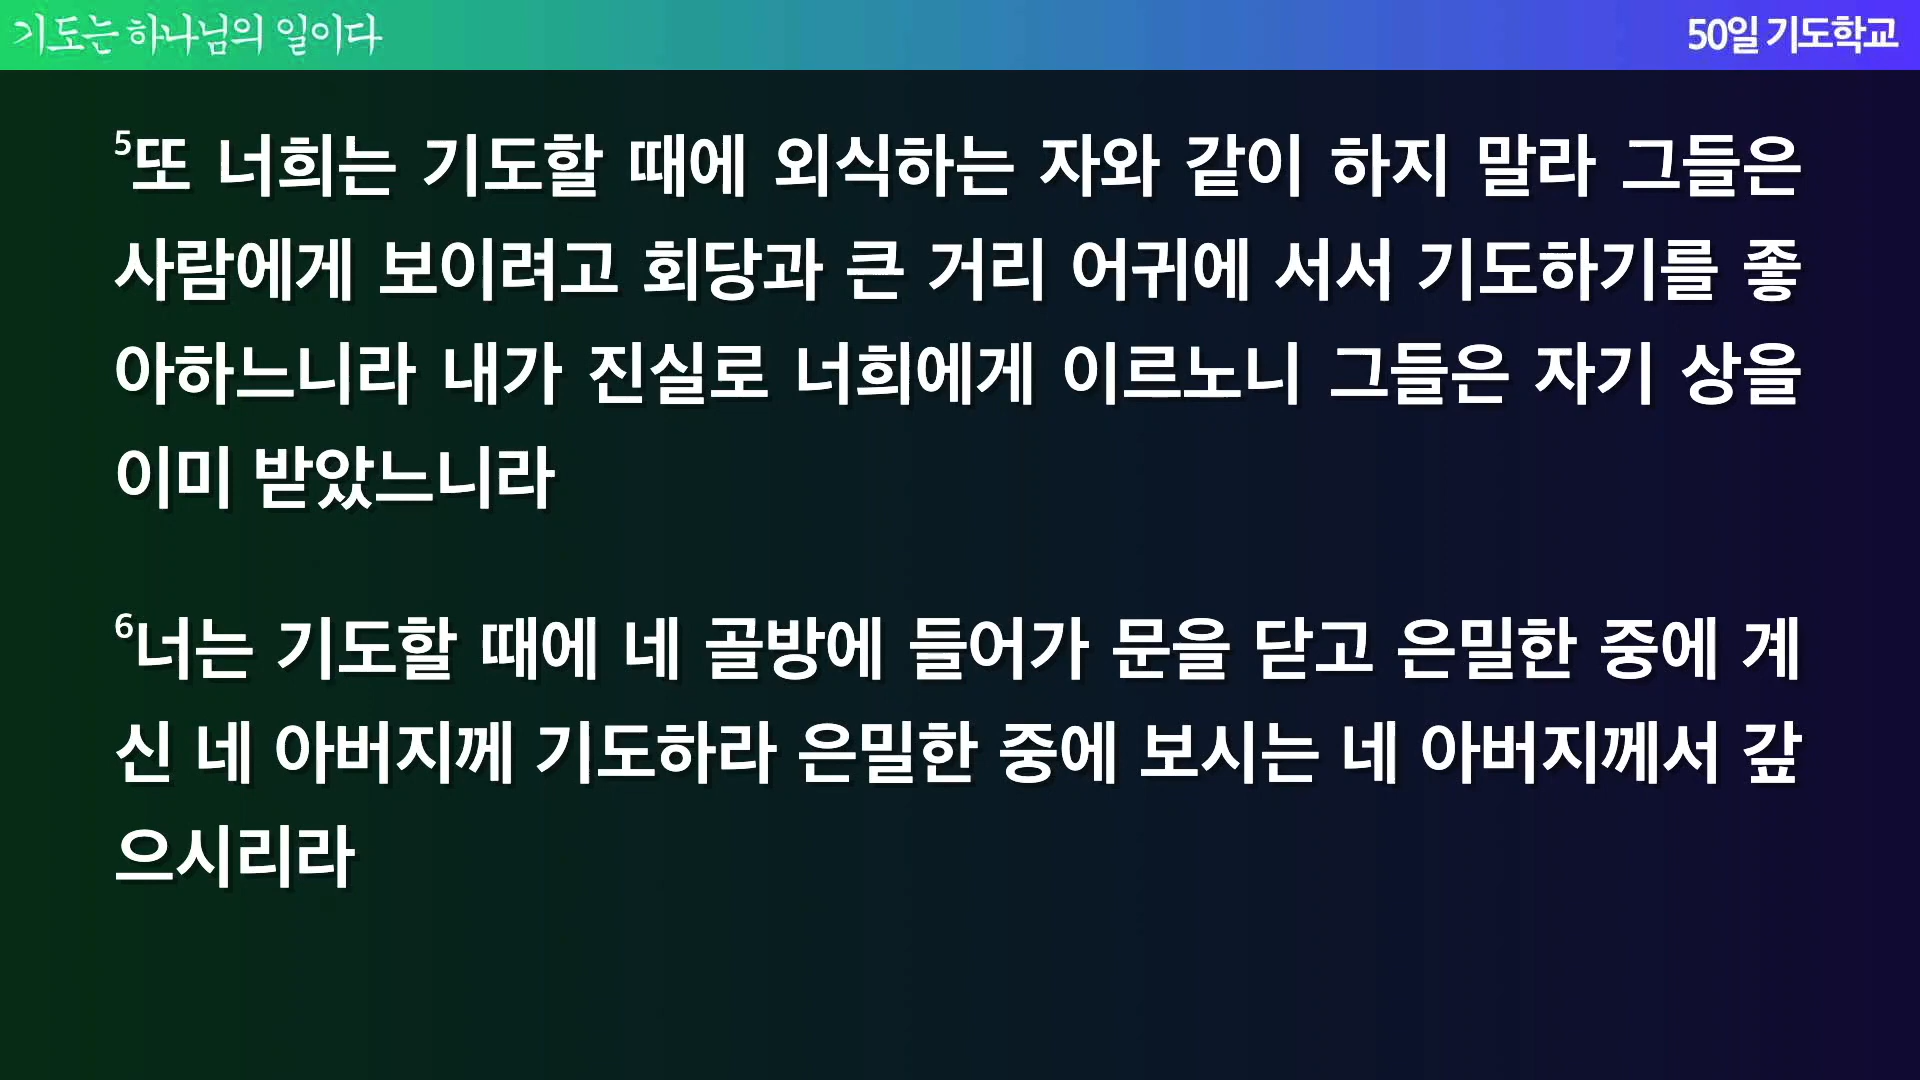 기도는 하나님의 일이다
50일 기도학교
5또 너희는 기도할 때에 외식하는 자와 같이 하지 말라 그들은
사람에게 보이려고 회당과 큰 거리 어귀에 서서 기도하기를 좋
아하느니라 내가 진실로 너희에게 이르노니 그들은 자기 상을
이미 받았느니라
6너는 기도할 때에 네 골방에 들어가 문을 닫고 은밀한 중에 계
신 네 아버지께 기도하라 은밀한 중에 보시는 네 아버지께서 갚
으시리라